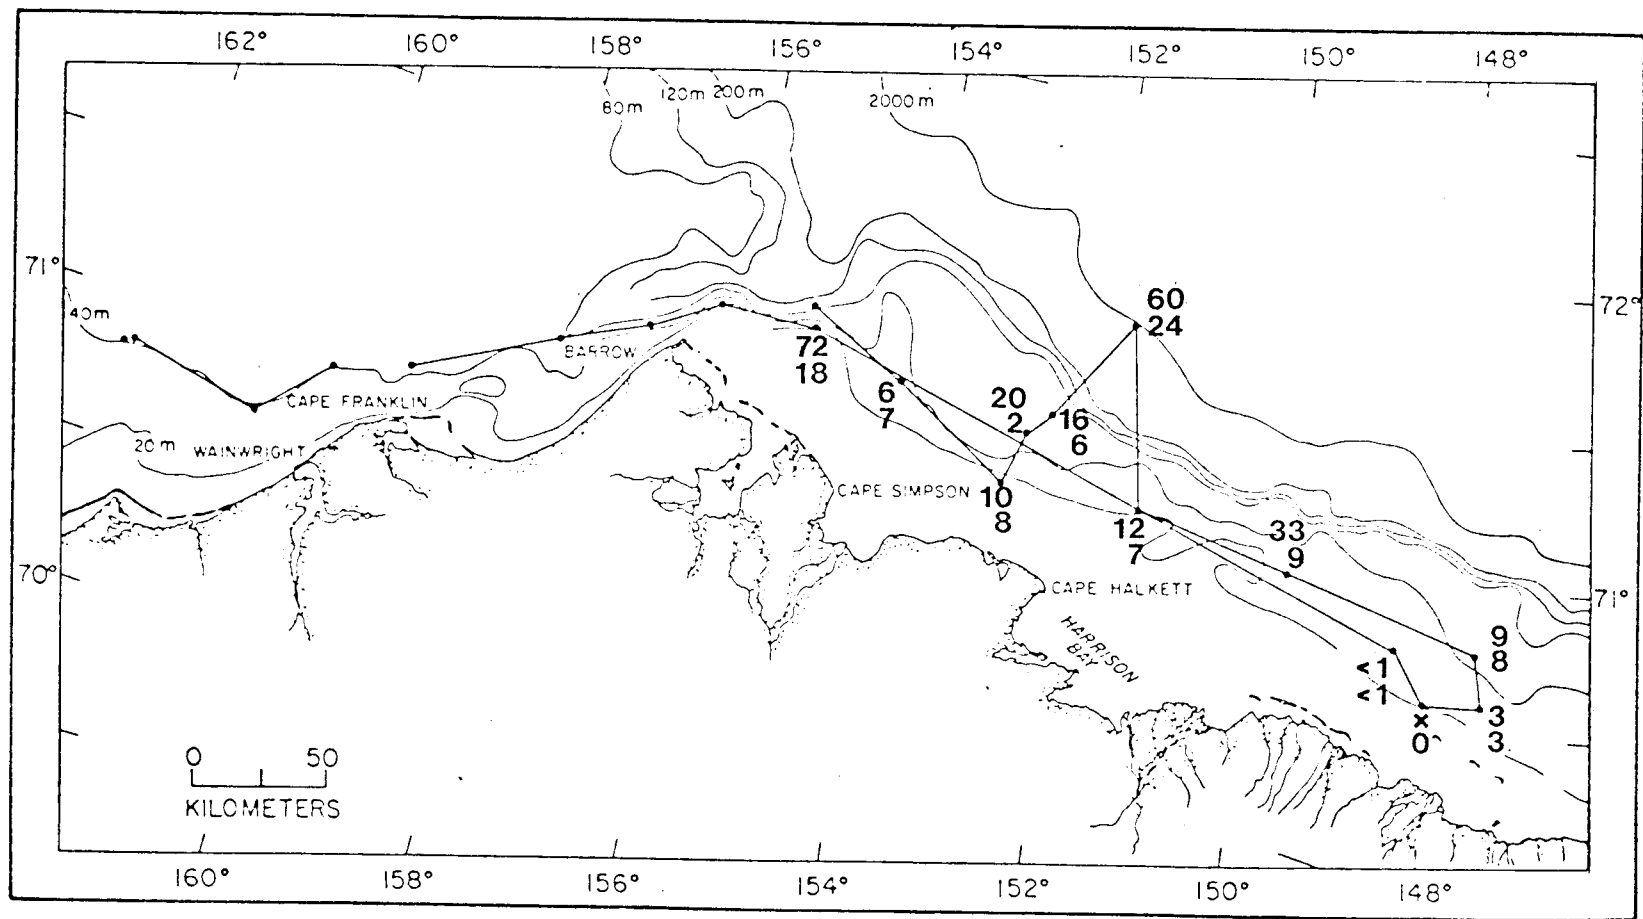 162° 160° 158° 156° 154° 152° 150° 148°
80m 120m 200m 2000m
71°
72°
40m
60
24
BARROW
72
18
CAPE FRANKLIN
6
7
20
2
16
6
20m WAINWRIGHT
CAPE SIMPSON
10
8
12
7
33
9
70°
CAPE HALKETT
71°
HARRISON
BAY
<1
<1
9
8
x
0
3
3
0 50
KILOMETERS
160° 158° 156° 154° 152° 150° 148°